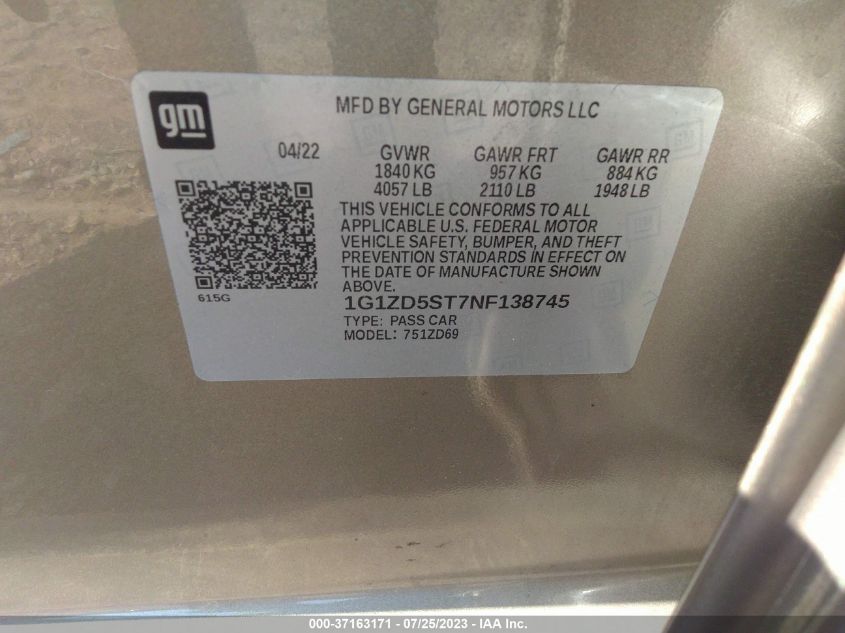 gm
MFD BY GENERAL MOTORS LLC
04/22 GVWR GAWR FRT GAWR RR
1840 KG 957 KG 884 KG
4057 LB 2110 LB 1948 LB
THIS VEHICLE CONFORMS TO ALL
APPLICABLE U.S. FEDERAL MOTOR
VEHICLE SAFETY, BUMPER, AND THEFT
PREVENTION STANDARDS IN EFFECT ON
THE DATE OF MANUFACTURE SHOWN
ABOVE.
615G
1G1ZD5ST7NF138745
TYPE: PASS CAR
MODEL: 751ZD69
000-37163171 - 07/25/2023 - IAA Inc.